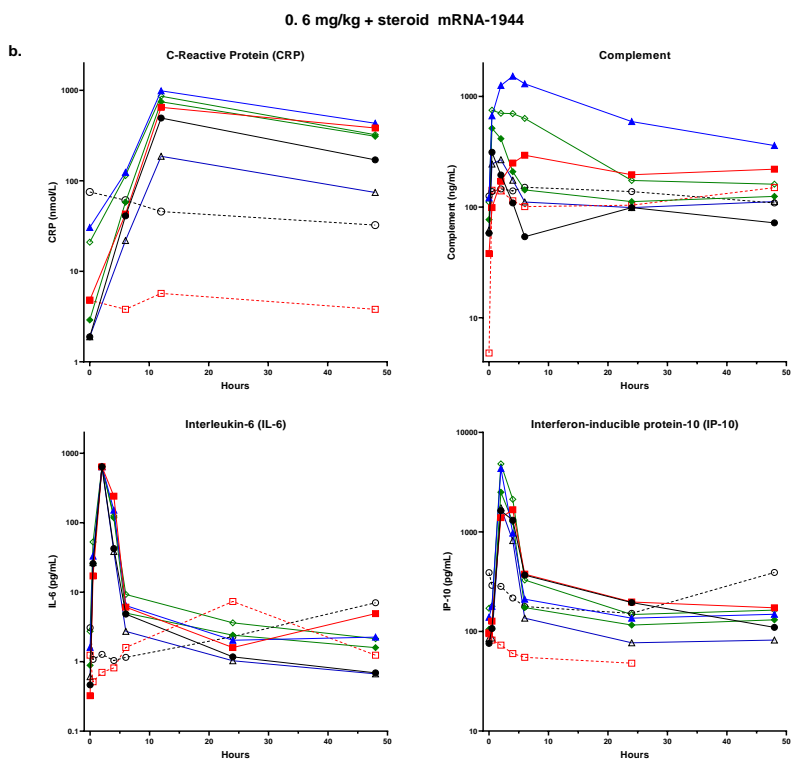 0. 6 mg/kg + steroid mRNA-1944
b.
C-Reactive Protein (CRP)
CRP (nmol/L)
1000
100
10
1
0
10
20
30
40
50
Hours
Complement
Complement (ng/mL)
1000
100
10
0
10
20
30
40
50
Hours
Interleukin-6 (IL-6)
IL-6 (pg/mL)
1000
100
10
1
0.1
0
10
20
30
40
50
Hours
Interferon-inducible protein-10 (IP-10)
IP-10 (pg/mL)
10000
1000
100
10
0
10
20
30
40
50
Hours